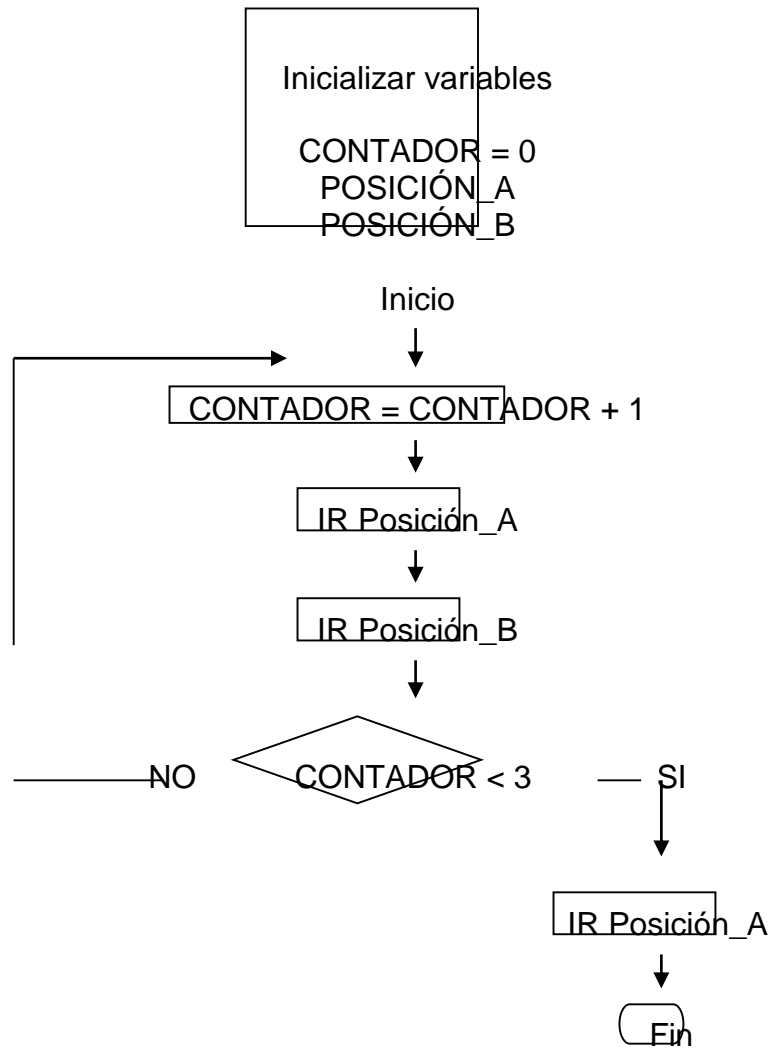 Inicializar variables
CONTADOR = 0
POSICIÓN_A
POSICIÓN_B
Inicio
CONTADOR = CONTADOR + 1
IR Posición_A
IR Posición_B
NO CONTADOR < 3 SI
IR Posición_A
Fin